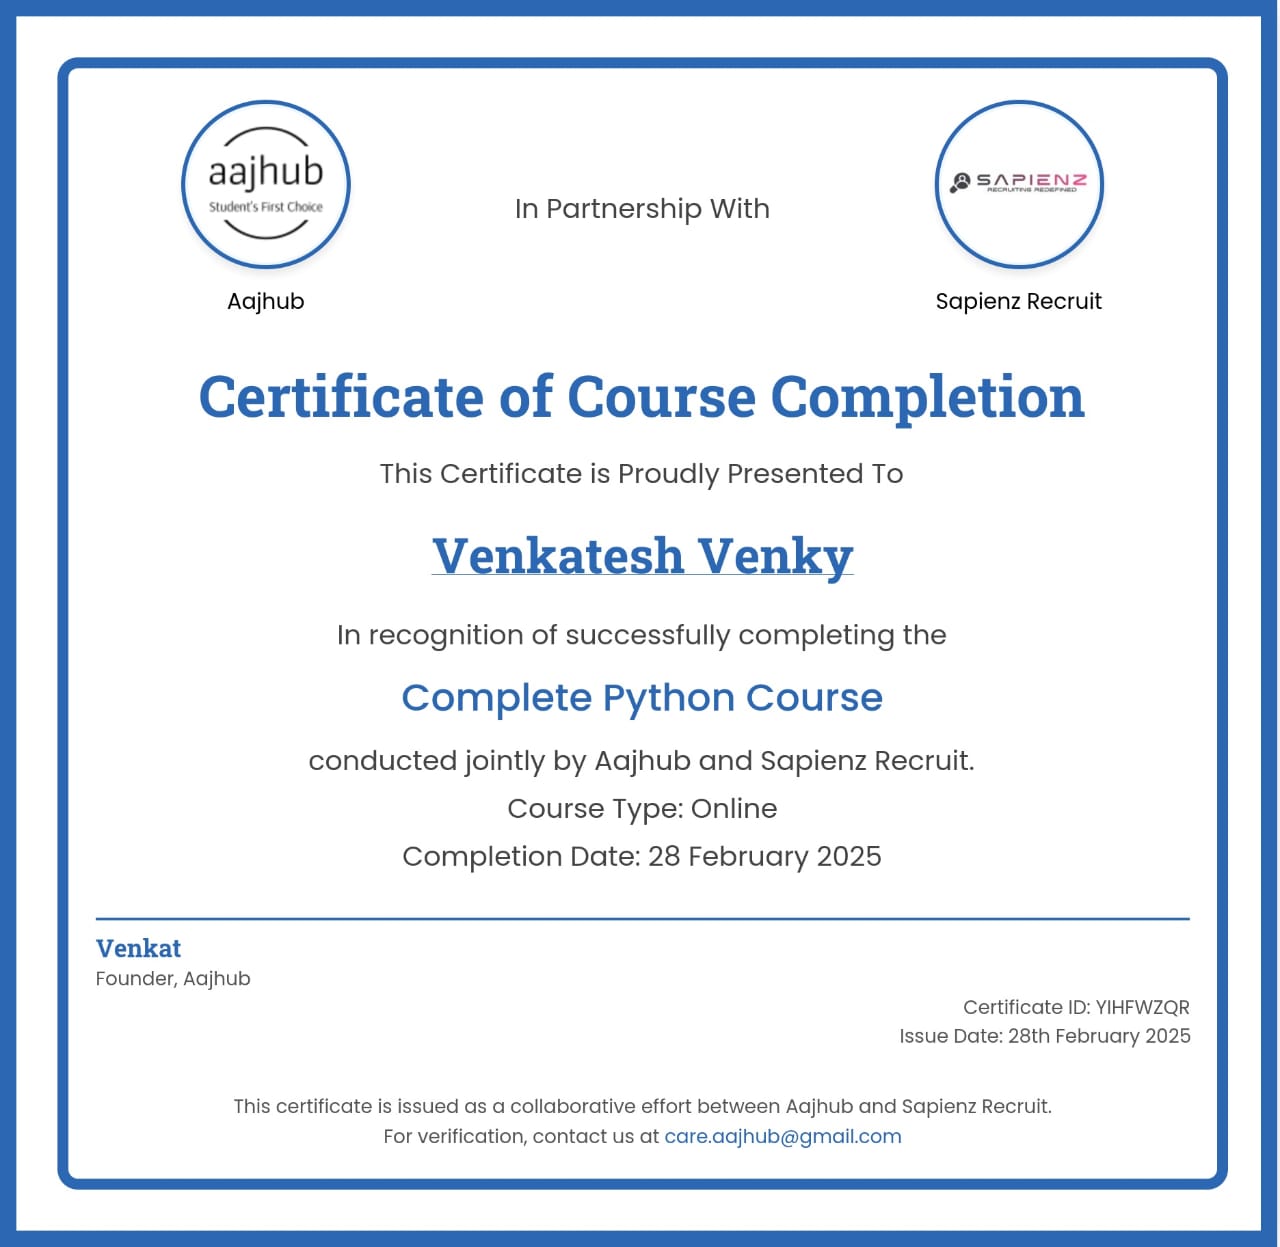 aajhub
Student's First Choice
Aajhub
In Partnership With
SAPIENZ
RECRUITING REDEFINED
Sapienz Recruit
Certificate of Course Completion
This Certificate is Proudly Presented To
Venkatesh Venky
In recognition of successfully completing the
Complete Python Course
conducted jointly by Aajhub and Sapienz Recruit.
Course Type: Online
Completion Date: 28 February 2025
Venkat
Founder, Aajhub
Certificate ID: YIHFWZQR
Issue Date: 28th February 2025
This certificate is issued as a collaborative effort between Aajhub and Sapienz Recruit.
For verification, contact us at care.aajhub@gmail.com